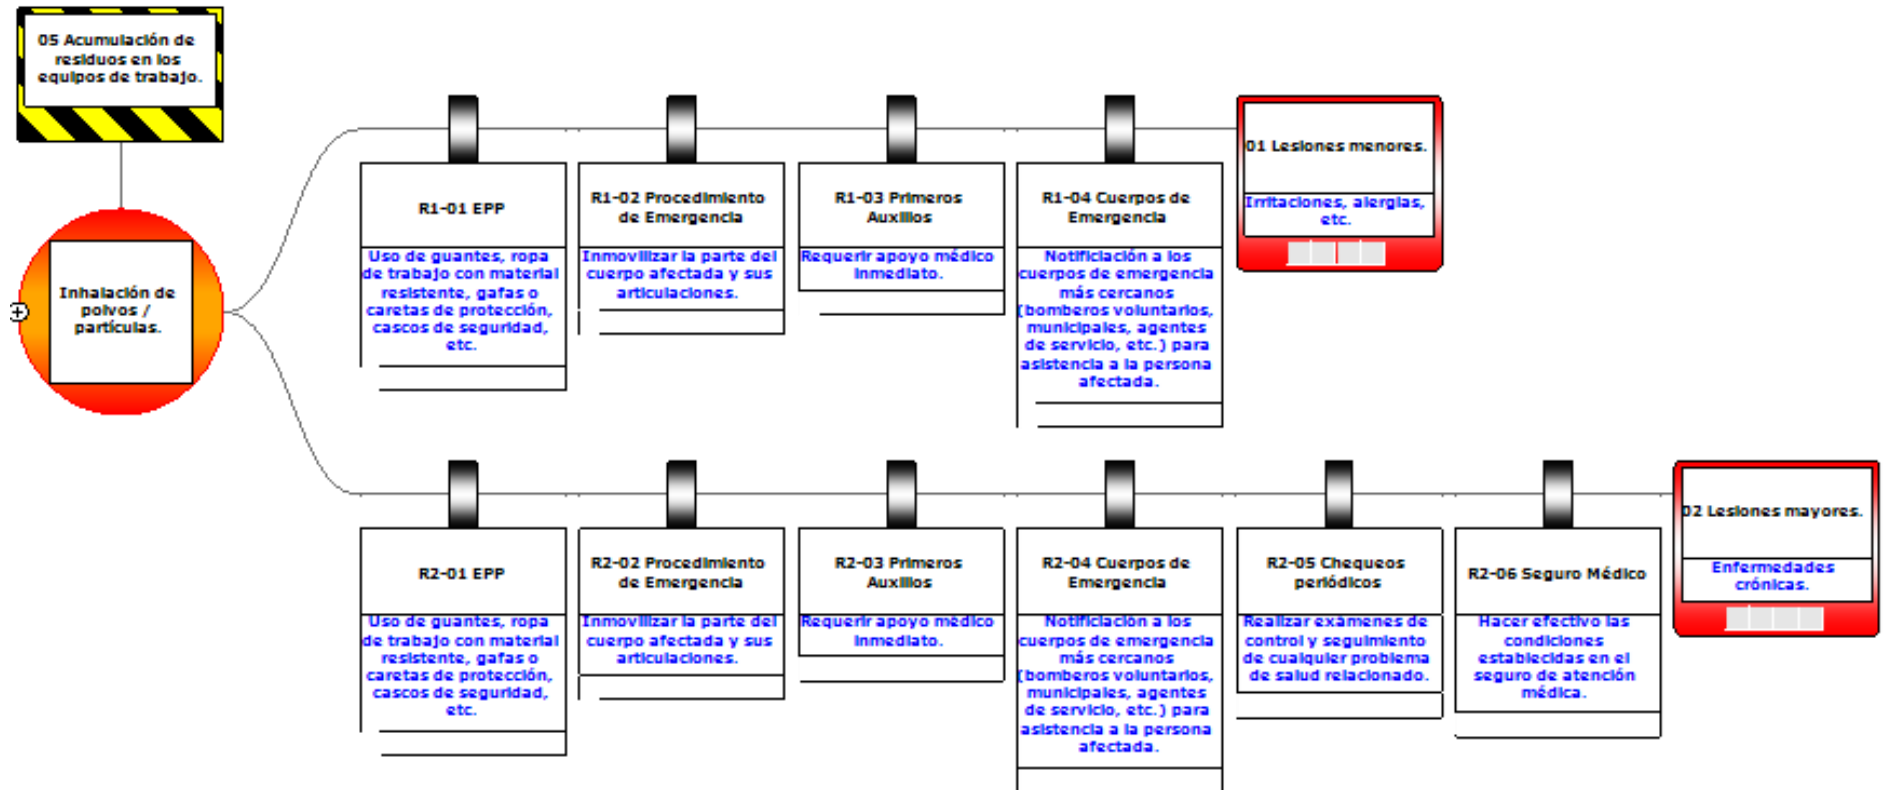 05 Acumulación de
residuos en los
equipos de trabajo.
Inhalación de
polvos /
partículas.
R1-01 EPP
Uso de guantes, ropa
de trabajo con material
resistente, gafas o
caretas de protección,
cascos de seguridad,
etc.
R1-02 Procedimiento
de Emergencia
Inmovilizar la parte del
cuerpo afectada y sus
articulaciones.
R1-03 Primeros
Auxilios
Requerir apoyo médico
inmediato.
R1-04 Cuerpos de
Emergencia
Notificiación a los
cuerpos de emergencia
más cercanos
(bomberos voluntarios,
municipales, agentes
de servicio, etc.) para
asistencia a la persona
afectada.
01 Lesiones menores.
Irritaciones, alergias,
etc.
R2-01 EPP
Uso de guantes, ropa
de trabajo con material
resistente, gafas o
caretas de protección,
cascos de seguridad,
etc.
R2-02 Procedimiento
de Emergencia
Inmovilizar la parte del
cuerpo afectada y sus
articulaciones.
R2-03 Primeros
Auxilios
Requerir apoyo médico
inmediato.
R2-04 Cuerpos de
Emergencia
Notificiación a los
cuerpos de emergencia
más cercanos
(bomberos voluntarios,
municipales, agentes
de servicio, etc.) para
asistencia a la persona
afectada.
R2-05 Chequeos
periódicos
Realizar exámenes de
control y seguimiento
de cualquier problema
de salud relacionado.
R2-06 Seguro Médico
Hacer efectivo las
condiciones
establecidas en el
seguro de atención
médica.
02 Lesiones mayores.
Enfermedades
crónicas.